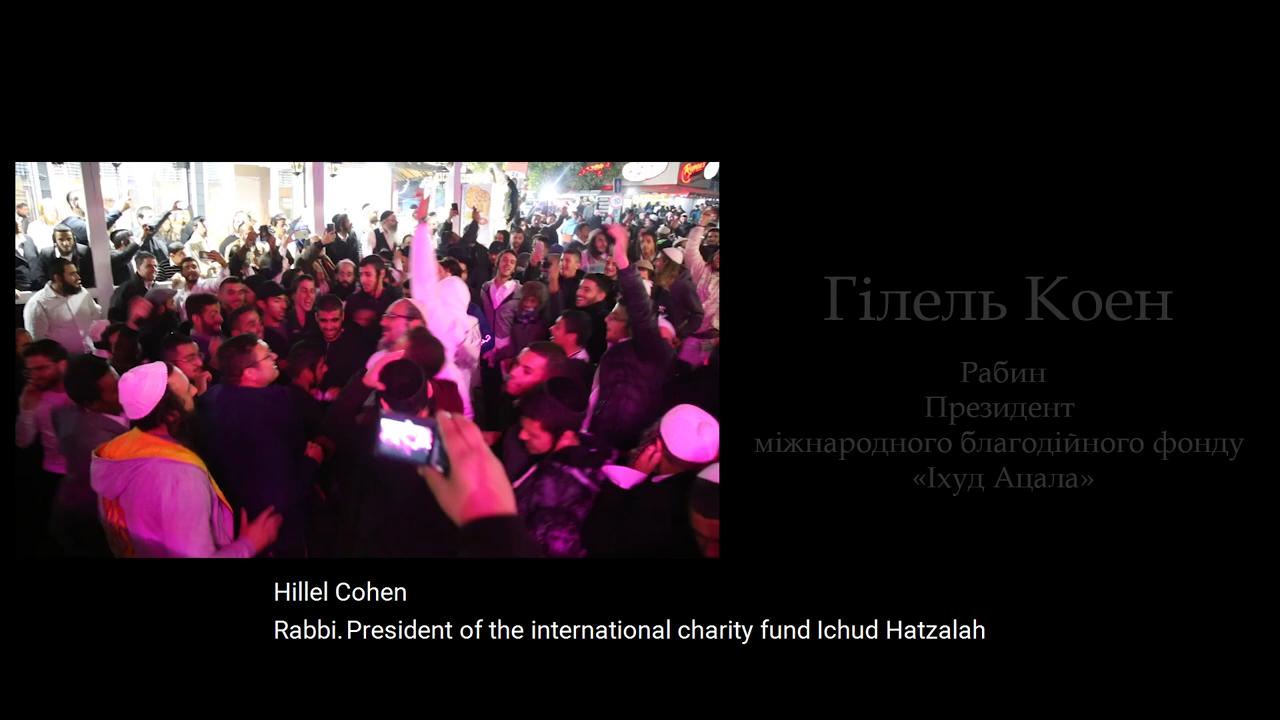 Гілель Коен
Рабин
Президент
міжнародного благодійного фонду
«Іхуд Ацала»
Hillel Cohen
Rabbi. President of the international charity fund Ichud Hatzalah